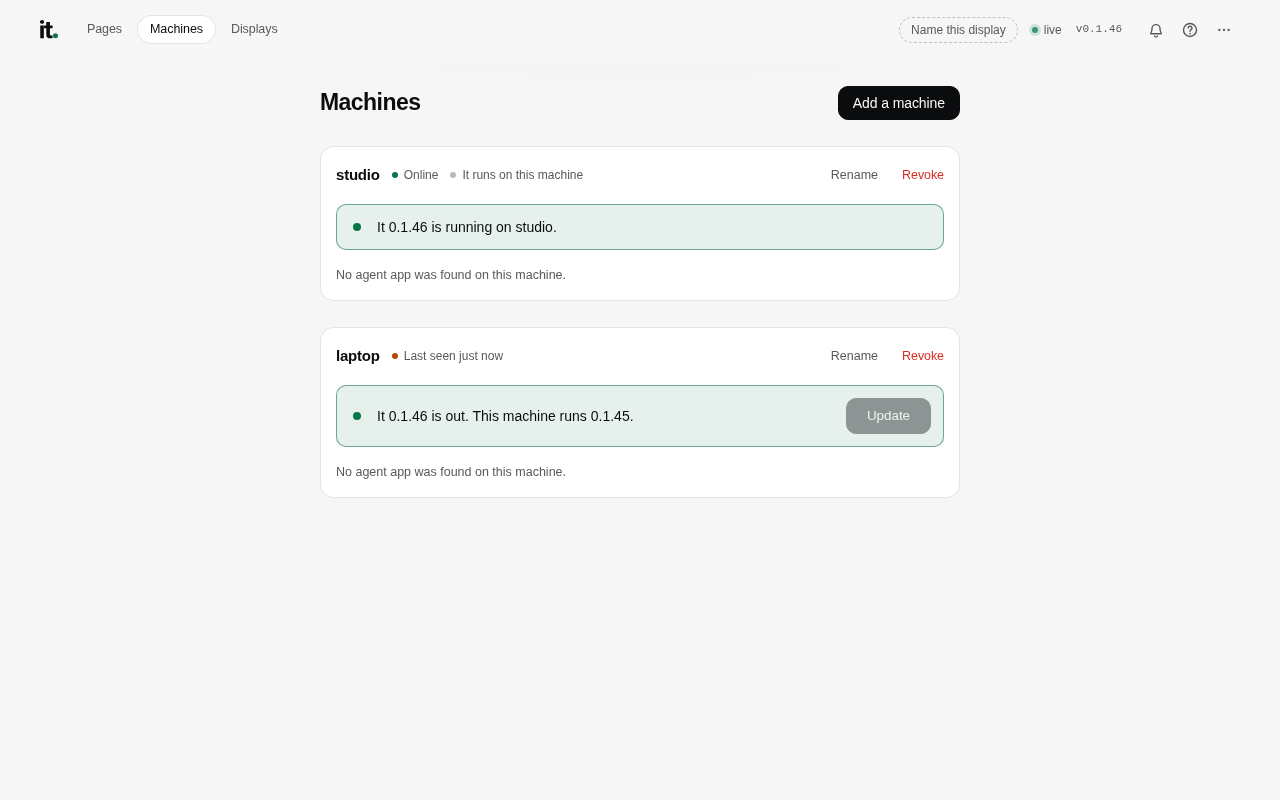 it.
Pages
Machines
Displays
Name this display
live
v0.1.46
Machines
Add a machine
studio
Online
It runs on this machine
Rename
Revoke
It 0.1.46 is running on studio.
No agent app was found on this machine.
laptop
Last seen just now
Rename
Revoke
It 0.1.46 is out. This machine runs 0.1.45.
Update
No agent app was found on this machine.